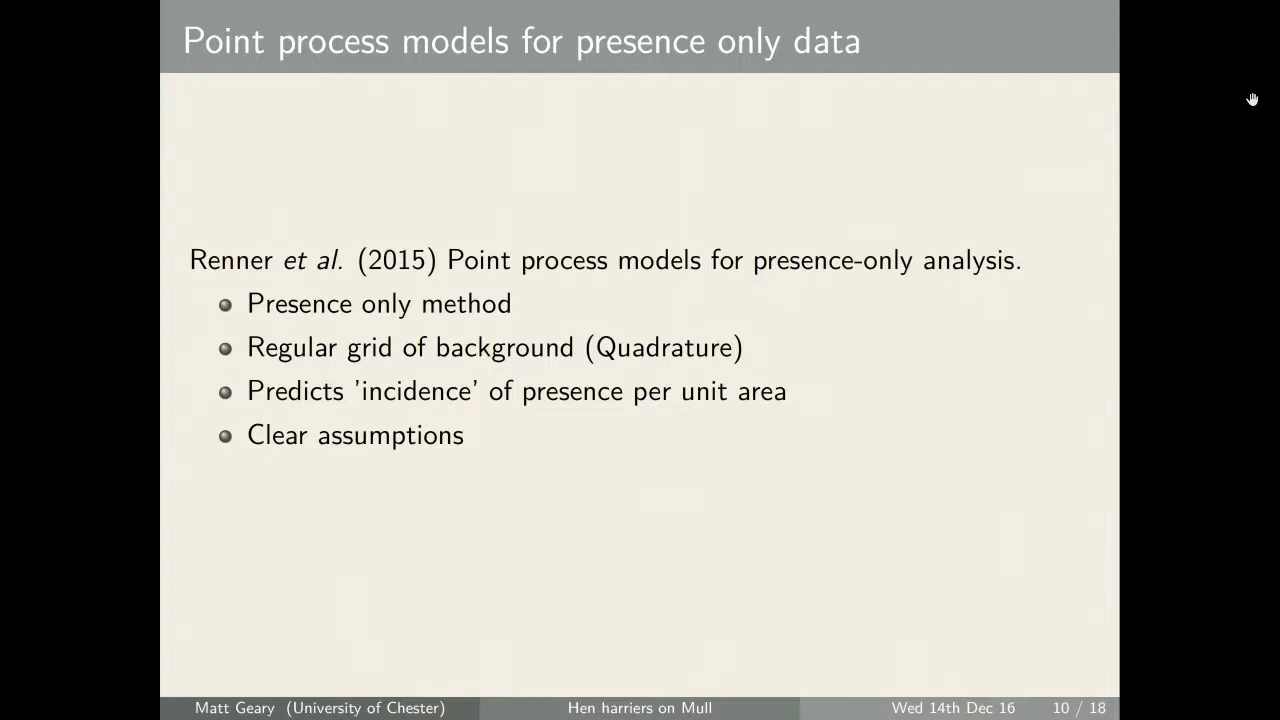 Point process models for presence only data
Renner et al. (2015) Point process models for presence-only analysis.
Presence only method
Regular grid of background (Quadrature)
Predicts 'incidence' of presence per unit area
Clear assumptions
Matt Geary (University of Chester) Hen harriers on Mull Wed 14th Dec 16 10 / 18